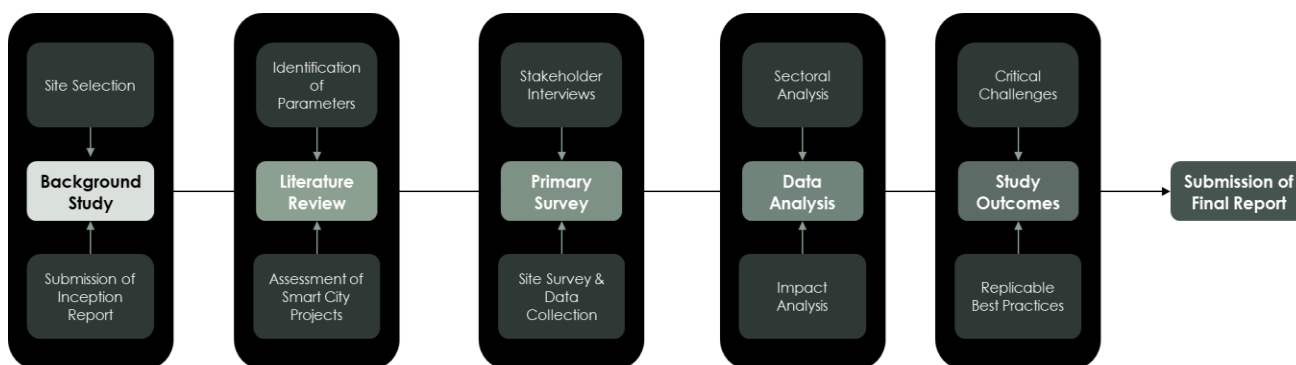 Site Selection
Background
Study
Submission of
Inception
Report
Identification
of
Parameters
Literature
Review
Assessment of
Smart City
Projects
Stakeholder
Interviews
Primary
Survey
Site Survey &
Data
Collection
Sectoral
Analysis
Data
Analysis
Impact
Analysis
Critical
Challenges
Study
Outcomes
Replicable
Best Practices
Submission of
Final Report